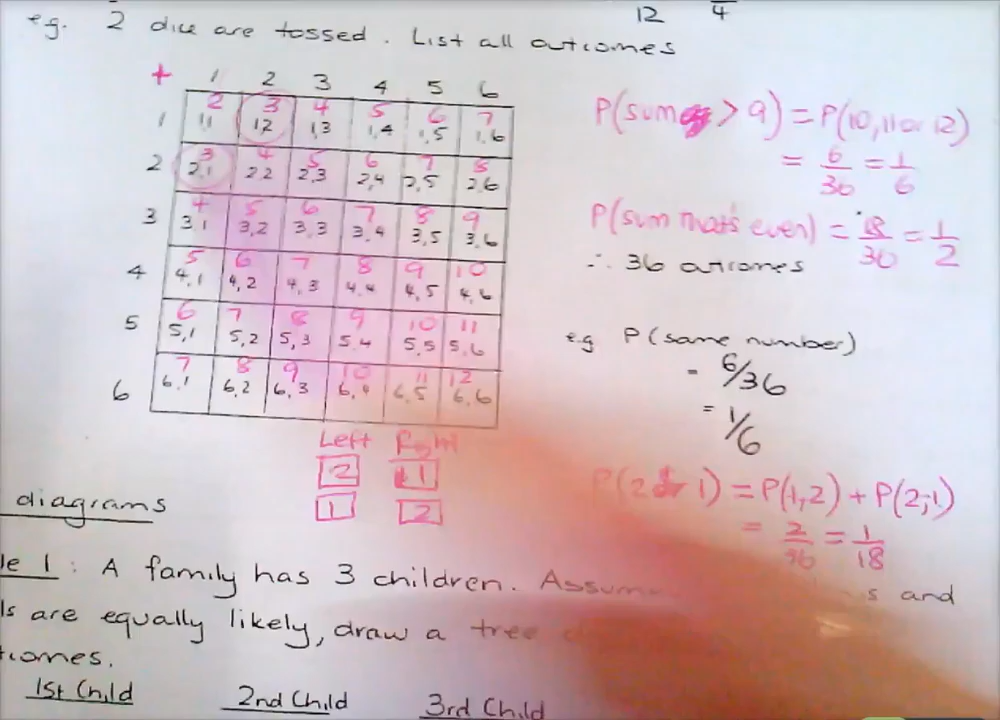 12 4
e.g. 2 dice are tossed. List all outcomes
+ 1 2 3 4 5 6
2 3 4 5 6 7
1 1,1 1,2 1,3 1,4 1,5 1,6
3 4 5 6 7 8
2 2,1 2,2 2,3 2,4 2,5 2,6
4 5 6 7 8 9
3 3,1 3,2 3,3 3,4 3,5 3,6
5 6 7 8 9 10
4 4,1 4,2 4,3 4,4 4,5 4,6
6 7 8 9 10 11
5 5,1 5,2 5,3 5,4 5,5 5,6
7 8 9 10 11 12
6 6,1 6,2 6,3 6,4 6,5 6,6
Left Right
2 1
1 2
P(sum > 9) = P(10, 11 or 12)
= 6/36 = 1/6
P(sum that's even) = 18/36 = 1/2
∴ 36 outcomes
e.g P(same number)
= 6/36
= 1/6
P(2 or 1) = P(1,2) + P(2,1)
= 2/36 = 1/18
diagrams
le 1: A family has 3 children. Assum s and
ls are equally likely, draw a tree
tcomes.
1st Child 2nd Child 3rd Child